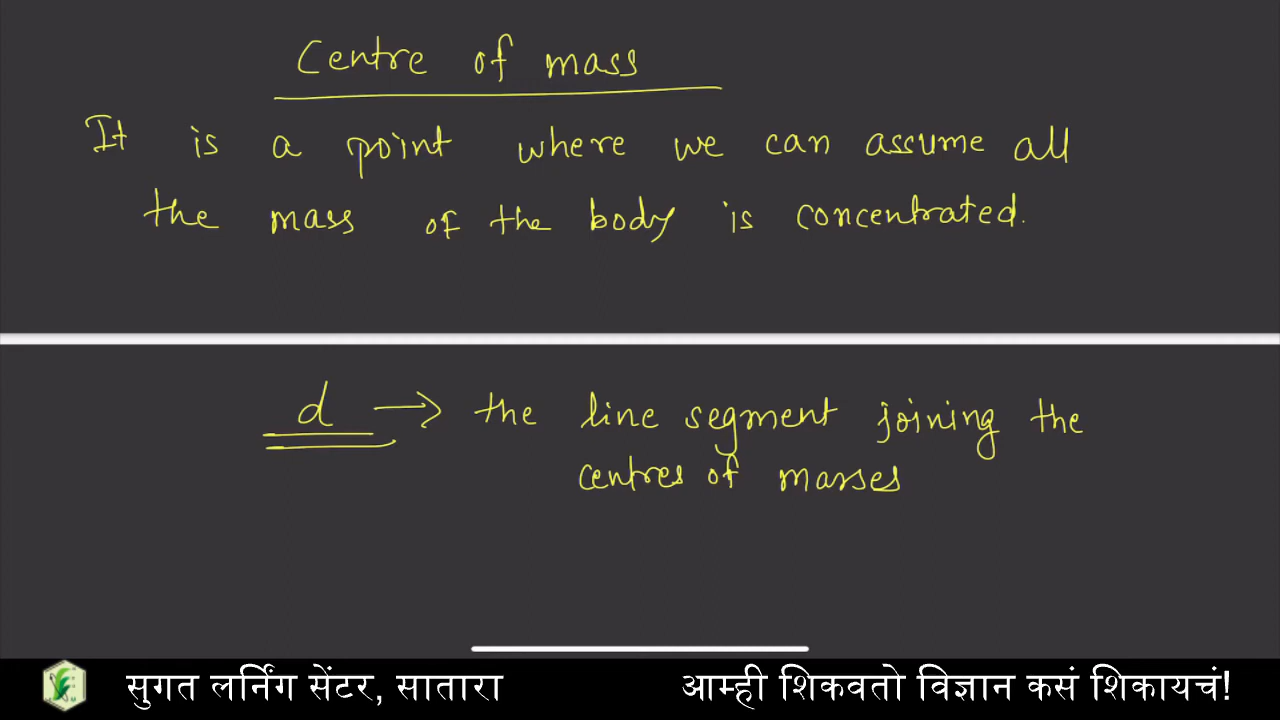 Centre of mass
It is a point where we can assume all
the mass of the body is concentrated.
d → the line segment joining the
centres of masses
सुगत लर्निंग सेंटर, सातारा
आम्ही शिकवतो विज्ञान कसं शिकायचं!